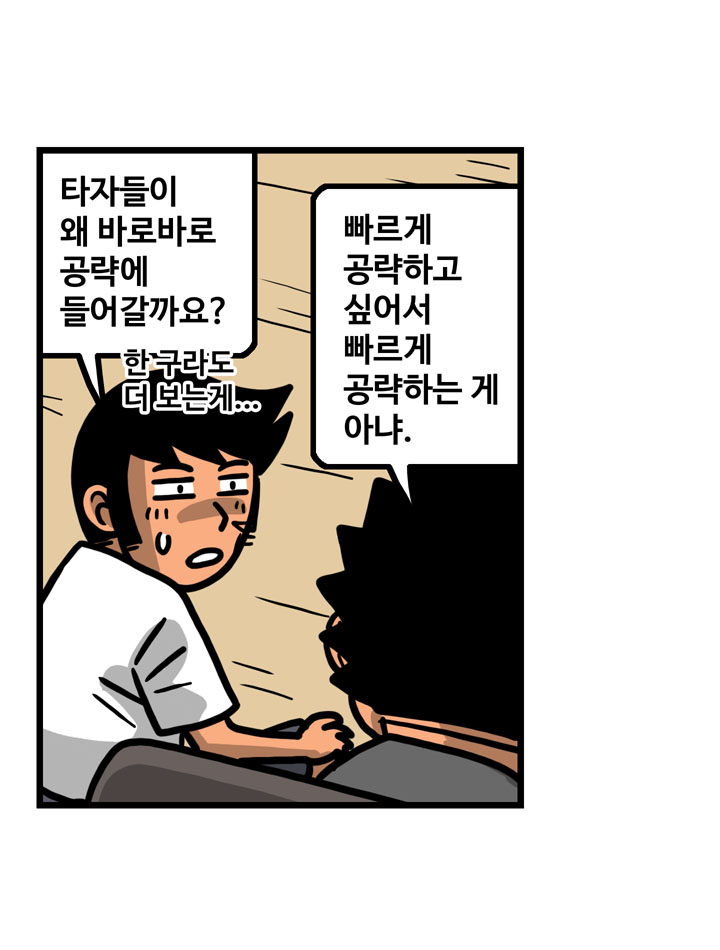 타자들이
왜 바로바로
공략에
들어갈까요?
한 구라도
더 보는게...
빠르게
공략하고
싶어서
빠르게
공략하는 게
아냐.